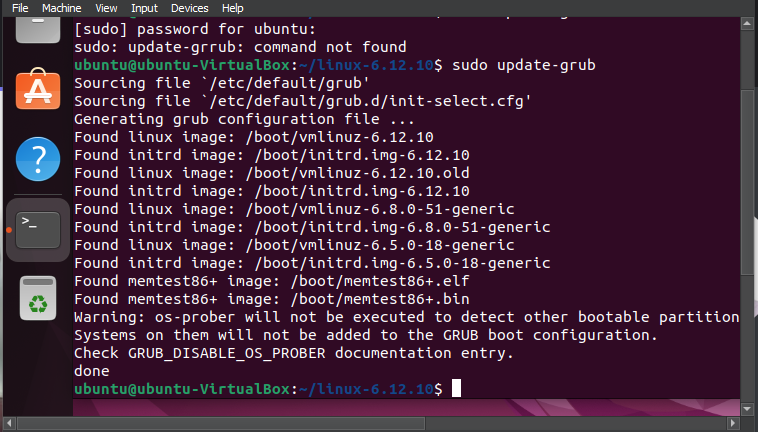 File Machine View Input Devices Help
[sudo] password for ubuntu:
sudo: update-grrub: command not found
ubuntu@ubuntu-VirtualBox:~/linux-6.12.10$ sudo update-grub
Sourcing file `/etc/default/grub'
Sourcing file `/etc/default/grub.d/init-select.cfg'
Generating grub configuration file ...
Found linux image: /boot/vmlinuz-6.12.10
Found initrd image: /boot/initrd.img-6.12.10
Found linux image: /boot/vmlinuz-6.12.10.old
Found initrd image: /boot/initrd.img-6.12.10
Found linux image: /boot/vmlinuz-6.8.0-51-generic
Found initrd image: /boot/initrd.img-6.8.0-51-generic
Found linux image: /boot/vmlinuz-6.5.0-18-generic
Found initrd image: /boot/initrd.img-6.5.0-18-generic
Found memtest86+ image: /boot/memtest86+.elf
Found memtest86+ image: /boot/memtest86+.bin
Warning: os-prober will not be executed to detect other bootable partition
Systems on them will not be added to the GRUB boot configuration.
Check GRUB_DISABLE_OS_PROBER documentation entry.
done
ubuntu@ubuntu-VirtualBox:~/linux-6.12.10$